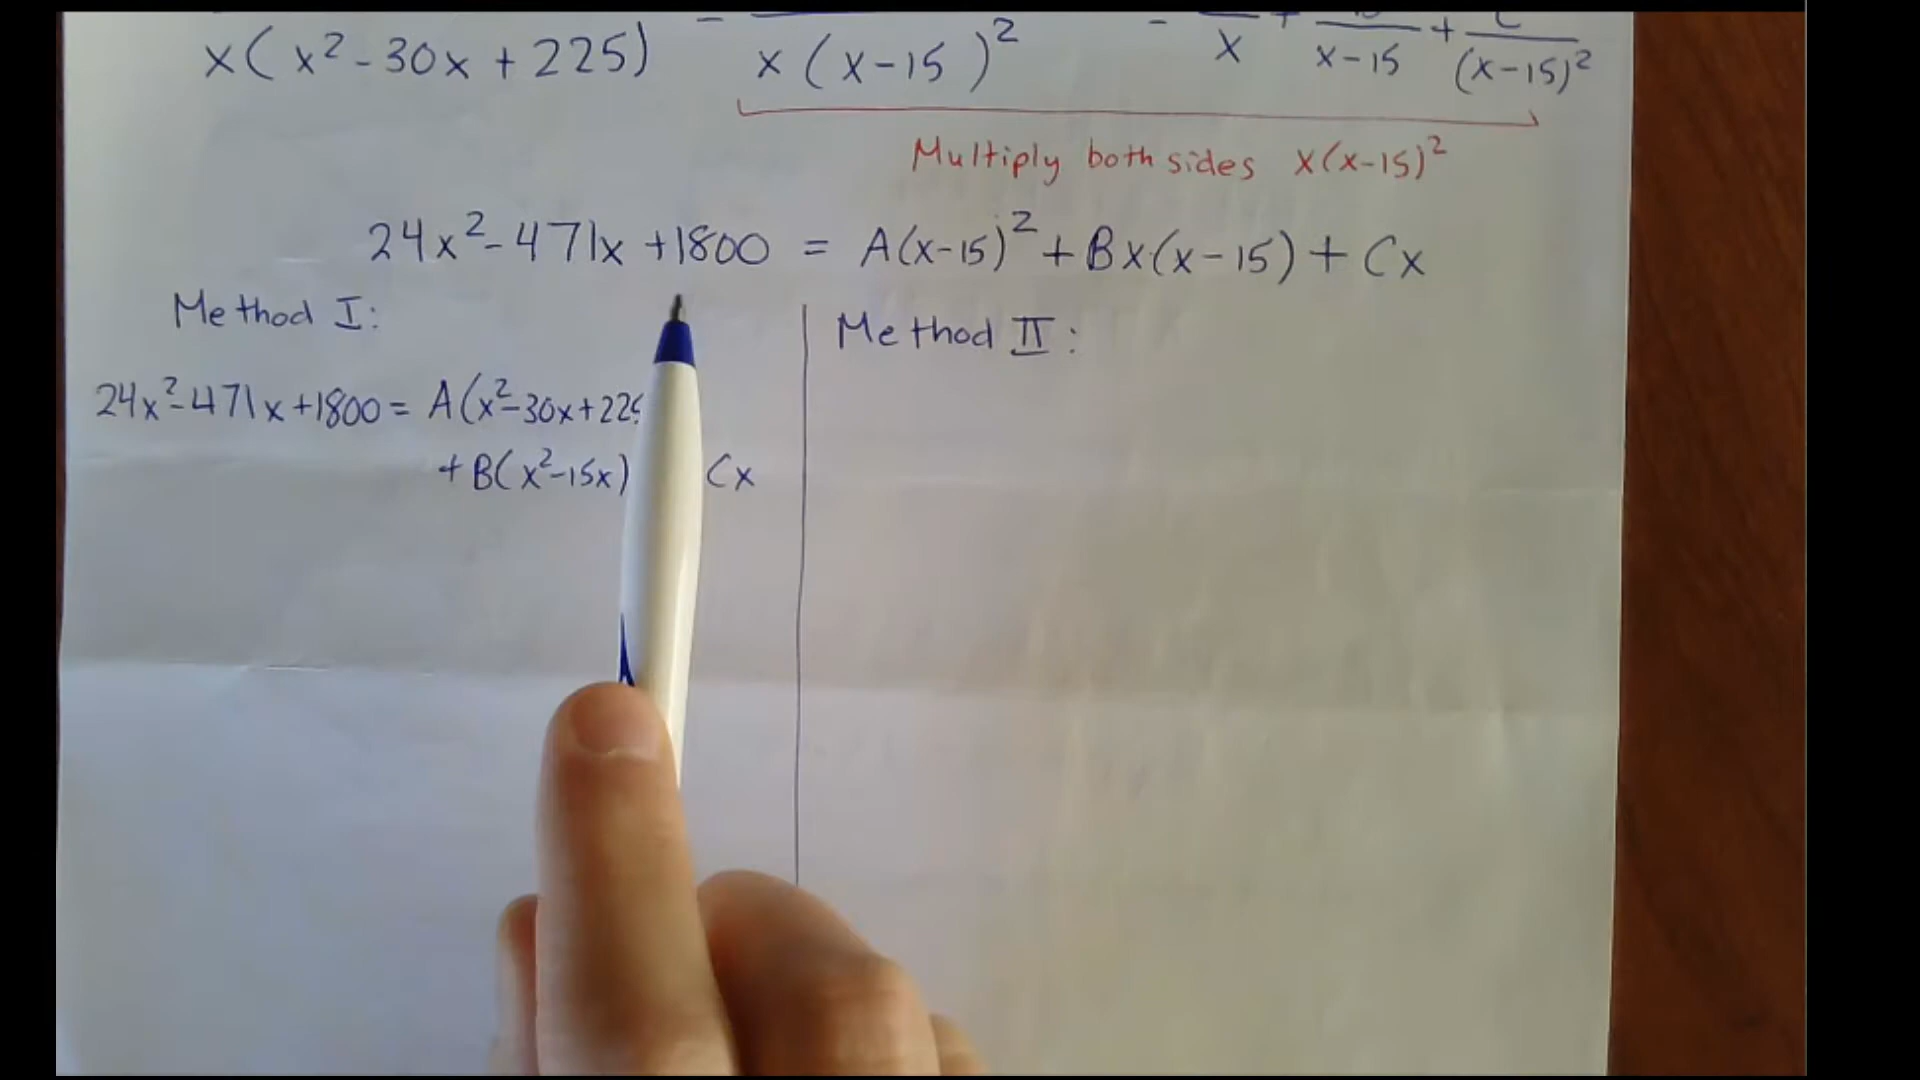 x(x²-30x+225) x(x-15)² x x-15 + (x-15)²
Multiply both sides x(x-15)²
24x²-471x+1800 = A(x-15)²+Bx(x-15)+Cx
Method I:
24x²-471x+1800= A(x²-30x+225
+B(x²-15x) Cx
Method II: